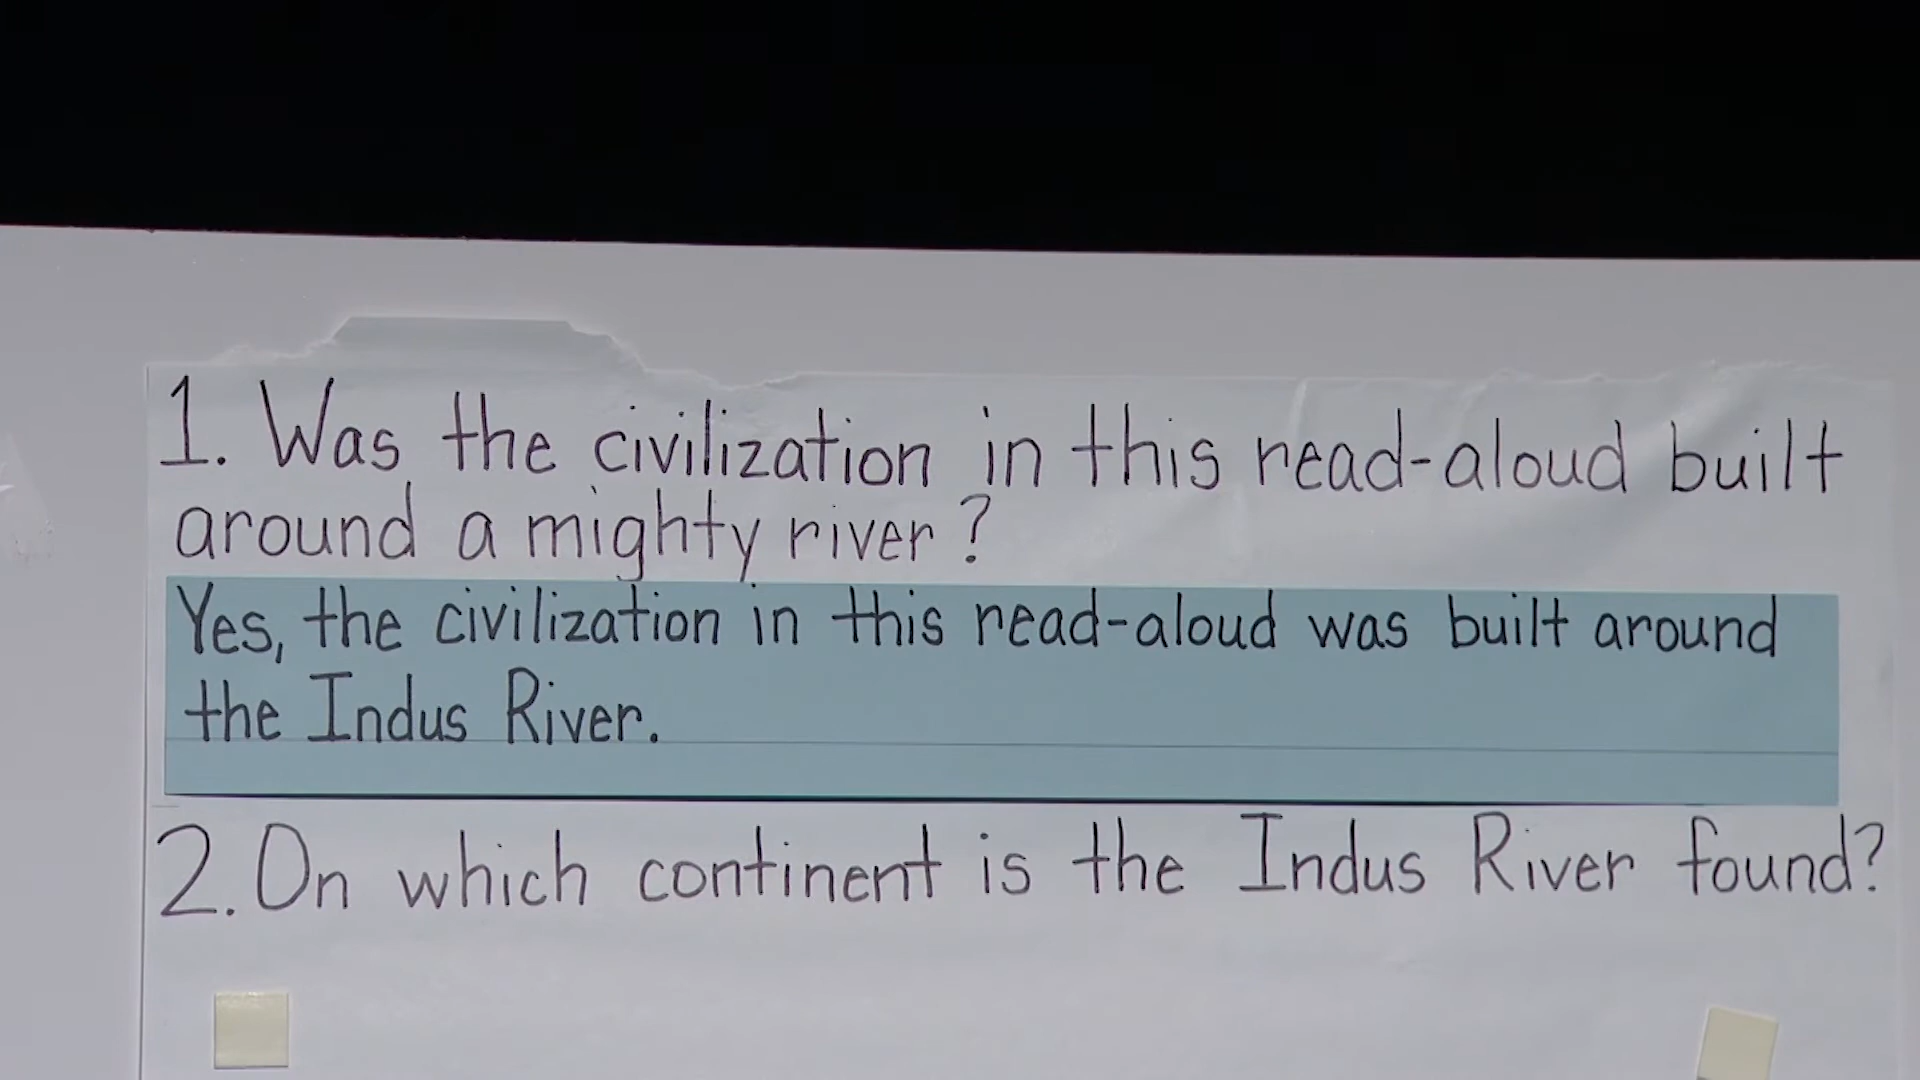 1. Was the civilization in this read-aloud built
around a mighty river?
Yes, the civilization in this read-aloud was built around
the Indus River.
2. On which continent is the Indus River found?